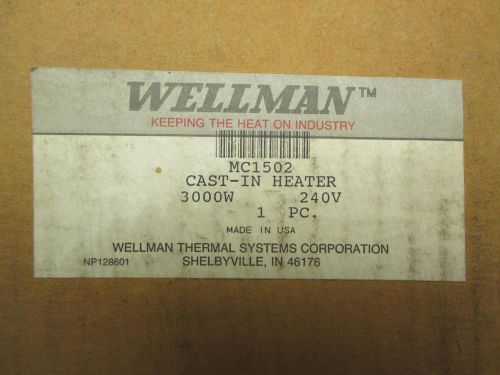 WELLMAN™
KEEPING THE HEAT ON INDUSTRY
MC1502
CAST-IN HEATER
3000W 240V
1 PC.
MADE IN USA
WELLMAN THERMAL SYSTEMS CORPORATION
NP128601 SHELBYVILLE, IN 46176